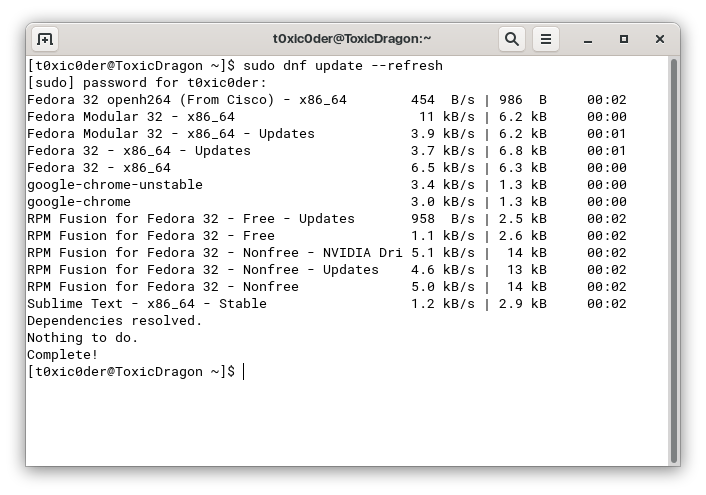 t0xic0der@ToxicDragon:~
[t0xic0der@ToxicDragon ~]$ sudo dnf update --refresh
[sudo] password for t0xic0der:
Fedora 32 openh264 (From Cisco) - x86_64        454  B/s | 986  B     00:02
Fedora Modular 32 - x86_64                       11 kB/s | 6.2 kB     00:00
Fedora Modular 32 - x86_64 - Updates            3.9 kB/s | 6.2 kB     00:01
Fedora 32 - x86_64 - Updates                    3.7 kB/s | 6.8 kB     00:01
Fedora 32 - x86_64                              6.5 kB/s | 6.3 kB     00:00
google-chrome-unstable                          3.4 kB/s | 1.3 kB     00:00
google-chrome                                   3.0 kB/s | 1.3 kB     00:00
RPM Fusion for Fedora 32 - Free - Updates       958  B/s | 2.5 kB     00:02
RPM Fusion for Fedora 32 - Free                 1.1 kB/s | 2.6 kB     00:02
RPM Fusion for Fedora 32 - Nonfree - NVIDIA Dri 5.1 kB/s |  14 kB     00:02
RPM Fusion for Fedora 32 - Nonfree - Updates    4.6 kB/s |  13 kB     00:02
RPM Fusion for Fedora 32 - Nonfree              5.0 kB/s |  14 kB     00:02
Sublime Text - x86_64 - Stable                  1.2 kB/s | 2.9 kB     00:02
Dependencies resolved.
Nothing to do.
Complete!
[t0xic0der@ToxicDragon ~]$